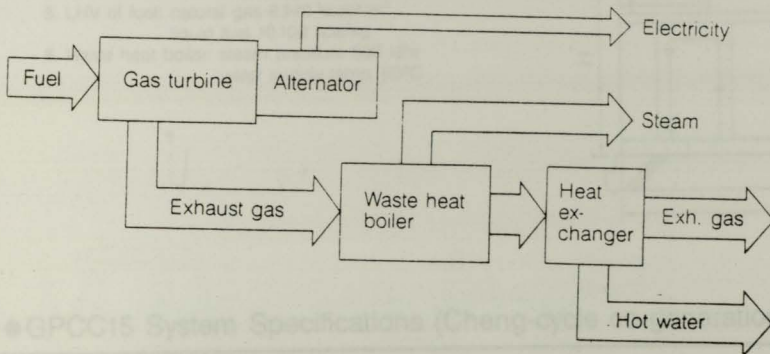 Electricity
Fuel
Gas turbine
Alternator
Steam
Exhaust gas
Waste heat
boiler
Heat
ex-
changer
Exh. gas
Hot water
●GPCC15 System Specifications (Cheng-cycle